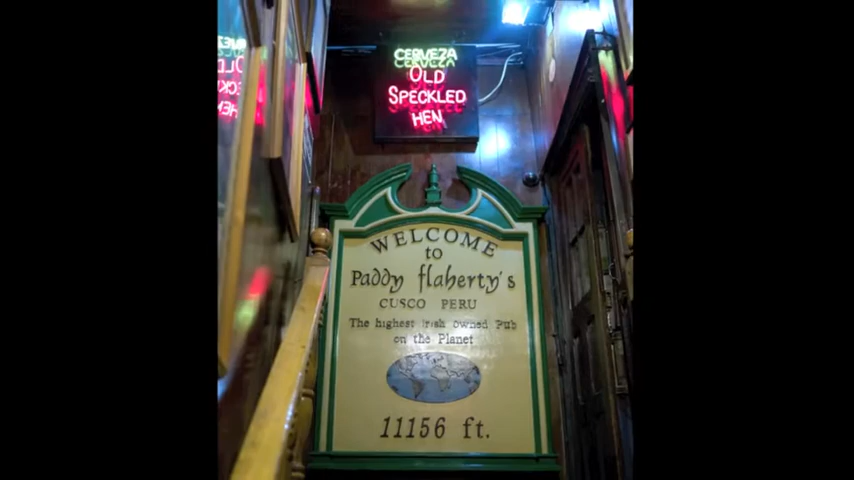 CERVEZA
OLD
SPECKLED
HEN
WELCOME
to
Paddy flaherty's
CUSCO PERU
The highest Irish owned Pub
on the Planet
11156 ft.